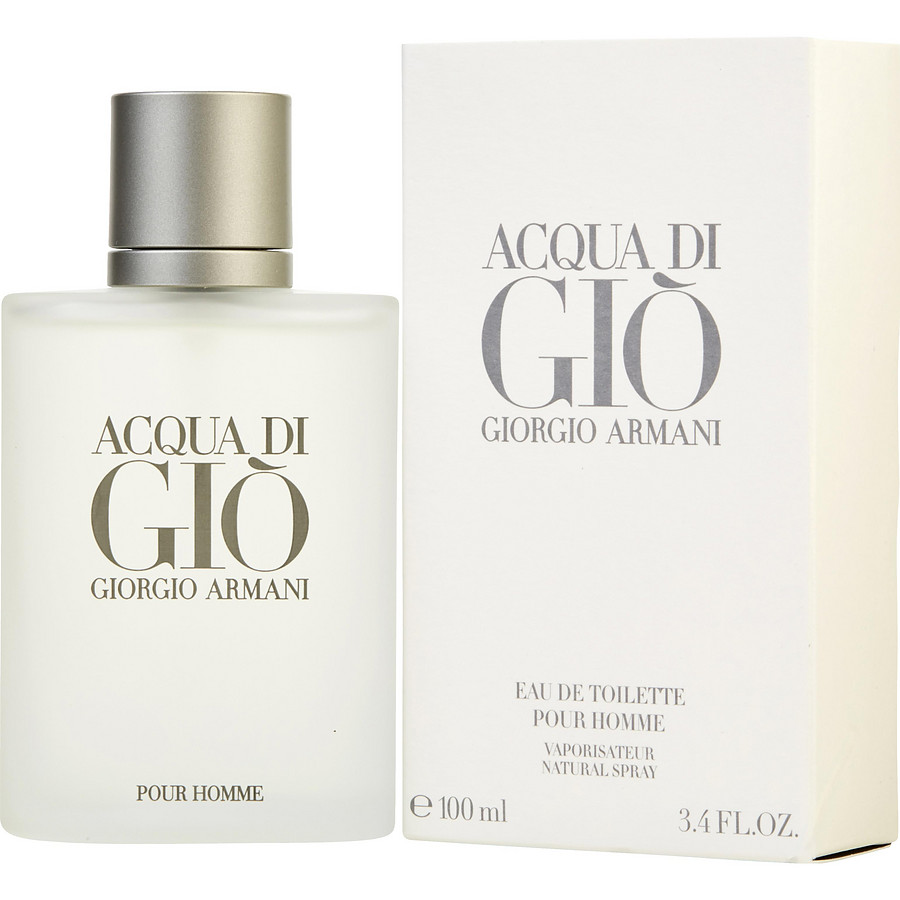 ACQUA DI
GIÒ
GIORGIO ARMANI
POUR HOMME
ACQUA DI
GIÒ
GIORGIO ARMANI
EAU DE TOILETTE
POUR HOMME
VAPORISATEUR
NATURAL SPRAY
℮ 100 ml
3.4 FL.OZ.